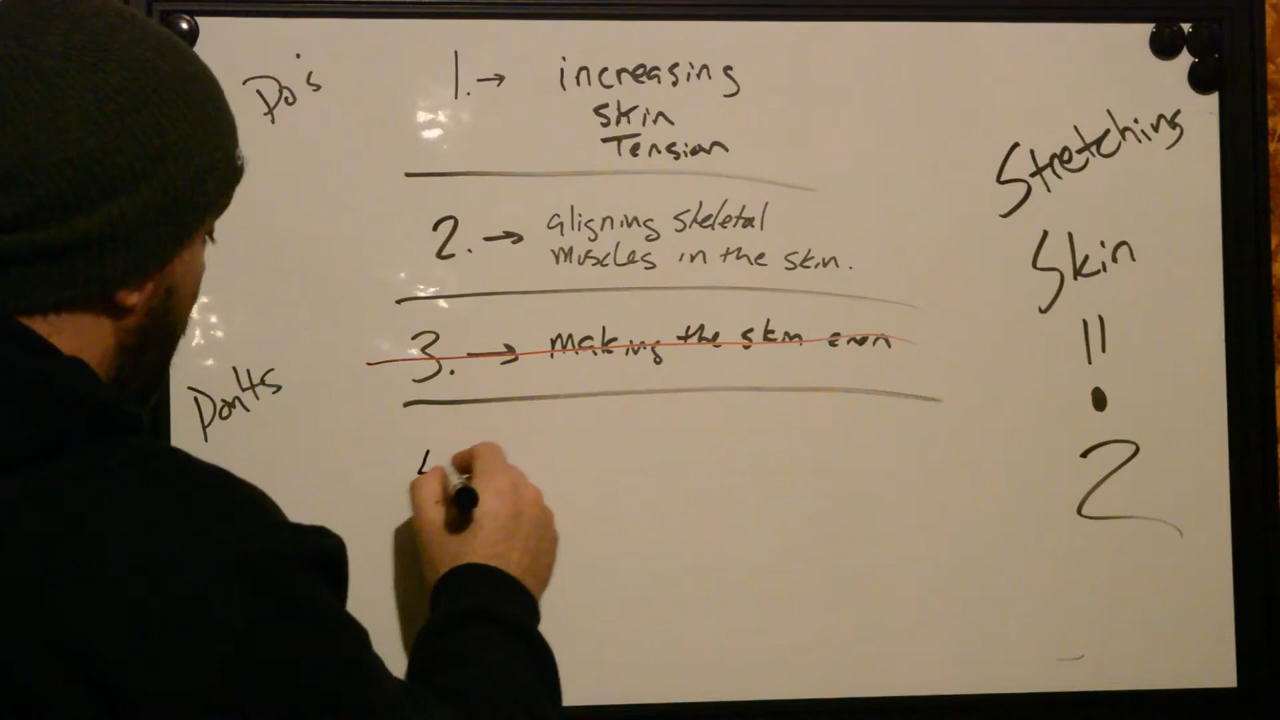 Do's
1. → increasing
skin
Tension
2. → aligning skeletal
muscles in the skin.
3. → making the skin even
Don'ts
4
Stretching
Skin
!!
2